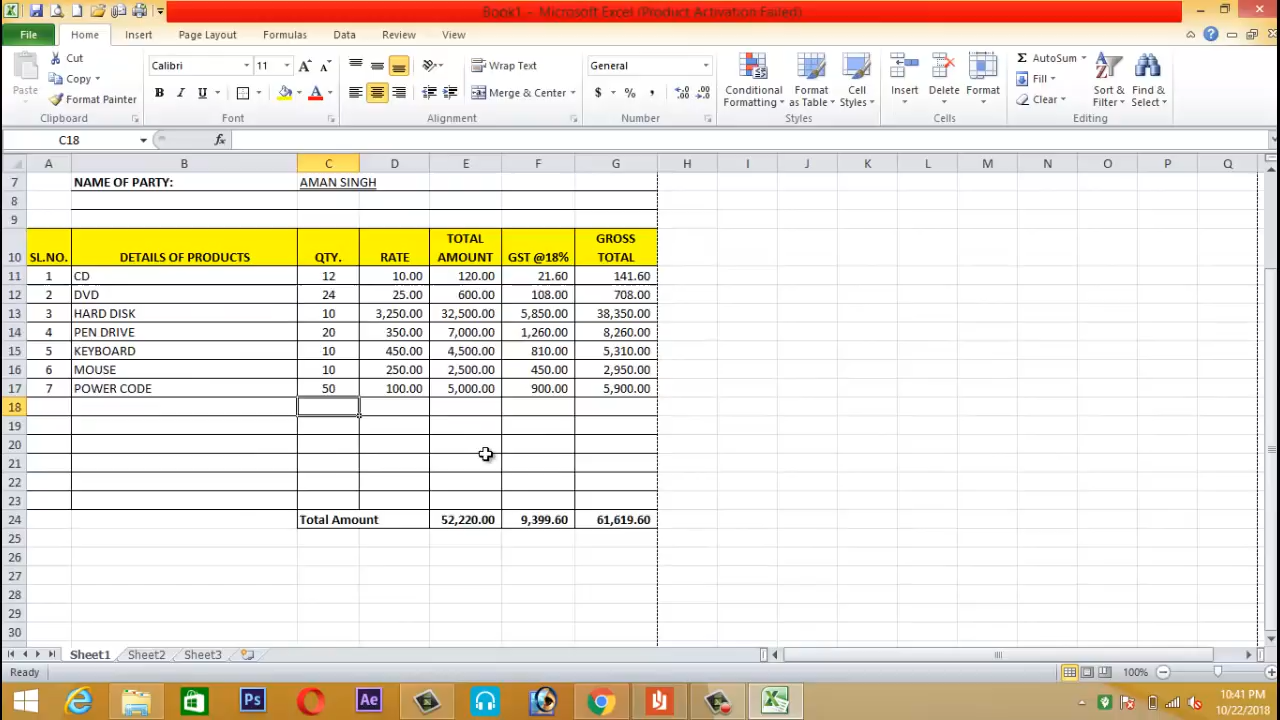 Book1 - Microsoft Excel (Product Activation Failed)
File Home Insert Page Layout Formulas Data Review View
Paste Cut Copy Format Painter Clipboard
Calibri 11 B I U A Font
Wrap Text Merge & Center Alignment
General $ % , Number
Conditional Formatting Format as Table Cell Styles Styles
Insert Delete Format Cells
Σ AutoSum Fill Clear Sort & Filter Find & Select Editing
C18 fx
A B C D E F G H I J K L M N O P Q
7 NAME OF PARTY: AMAN SINGH
8
9
10 SL.NO. DETAILS OF PRODUCTS QTY. RATE TOTAL AMOUNT GST @18% GROSS TOTAL
11 1 CD 12 10.00 120.00 21.60 141.60
12 2 DVD 24 25.00 600.00 108.00 708.00
13 3 HARD DISK 10 3,250.00 32,500.00 5,850.00 38,350.00
14 4 PEN DRIVE 20 350.00 7,000.00 1,260.00 8,260.00
15 5 KEYBOARD 10 450.00 4,500.00 810.00 5,310.00
16 6 MOUSE 10 250.00 2,500.00 450.00 2,950.00
17 7 POWER CODE 50 100.00 5,000.00 900.00 5,900.00
18
19
20
21
22
23
24 Total Amount 52,220.00 9,399.60 61,619.60
25
26
27
28
29
30
Sheet1 Sheet2 Sheet3
Ready 100%
Ps Ae
10:41 PM
10/22/2018